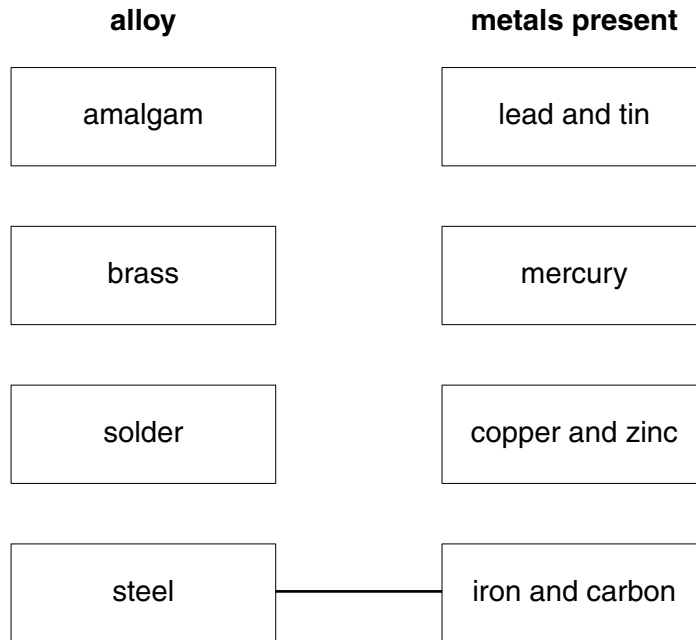 alloy
metals present
amalgam
lead and tin
brass
mercury
solder
copper and zinc
steel
iron and carbon